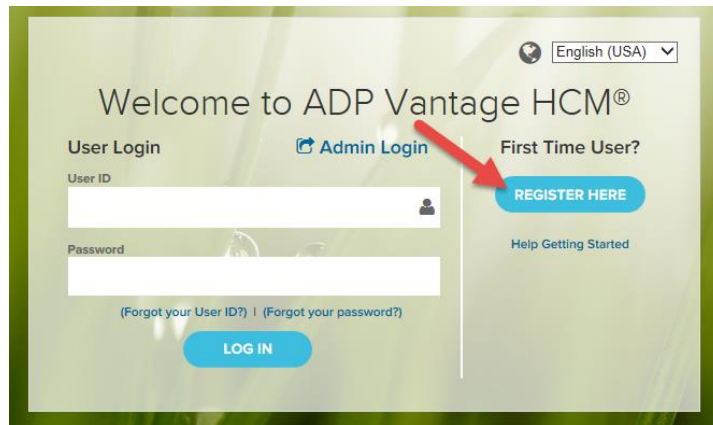 English (USA)
Welcome to ADP Vantage HCM®
User Login
Admin Login
User ID
Password
(Forgot your User ID?) | (Forgot your password?)
LOG IN
First Time User?
REGISTER HERE
Help Getting Started